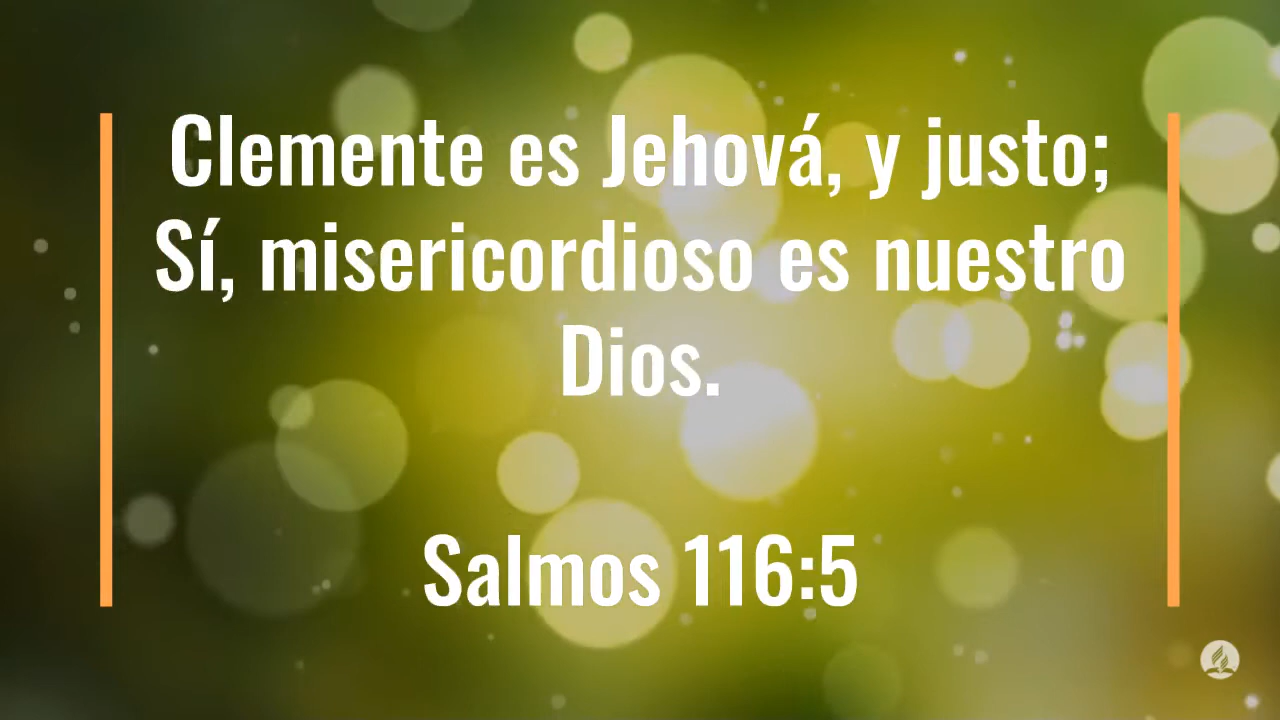 Clemente es Jehová, y justo;
Sí, misericordioso es nuestro
Dios.
Salmos 116:5